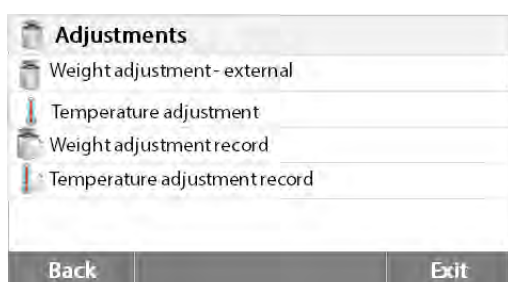 Adjustments
Weight adjustment - external
Temperature adjustment
Weight adjustment record
Temperature adjustment record
Back Exit